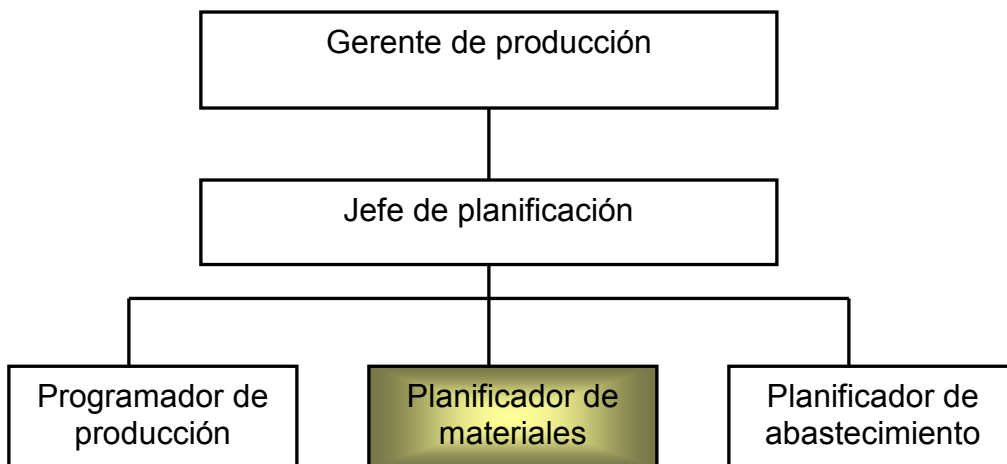 Gerente de producción
Jefe de planificación
Programador de
producción
Planificador de
materiales
Planificador de
abastecimiento